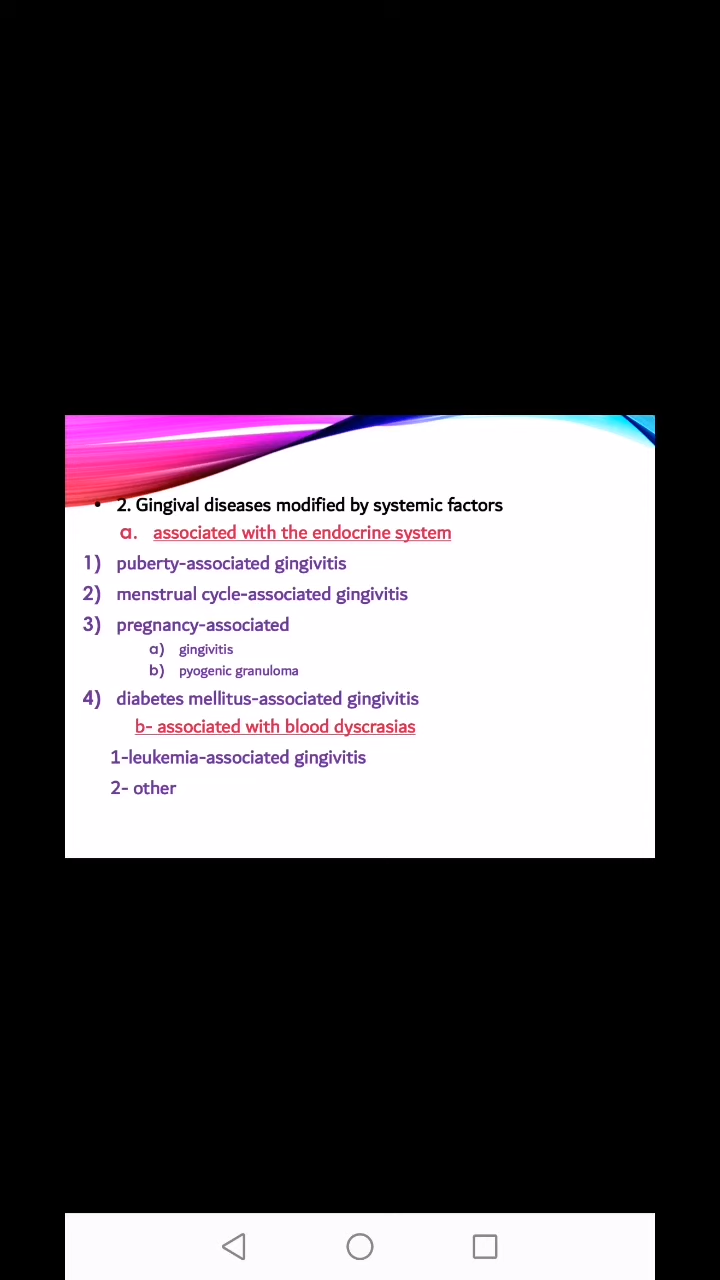 • 2. Gingival diseases modified by systemic factors
a. associated with the endocrine system
1) puberty-associated gingivitis
2) menstrual cycle-associated gingivitis
3) pregnancy-associated
a) gingivitis
b) pyogenic granuloma
4) diabetes mellitus-associated gingivitis
b- associated with blood dyscrasias
1-leukemia-associated gingivitis
2- other